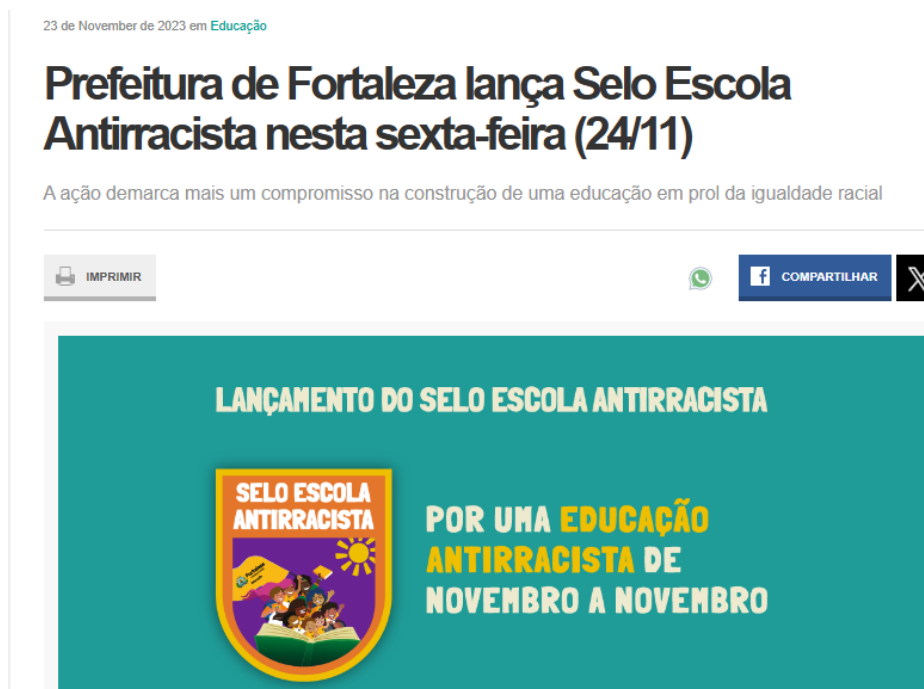 23 de November de 2023 em Educação
Prefeitura de Fortaleza lança Selo Escola
Antirracista nesta sexta-feira (24/11)
A ação demarca mais um compromisso na construção de uma educação em prol da igualdade racial
IMPRIMIR
COMPARTILHAR
LANÇAMENTO DO SELO ESCOLA ANTIRRACISTA
SELO ESCOLA
ANTIRRACISTA
Fortaleza
POR UMA EDUCAÇÃO
ANTIRRACISTA DE
NOVEMBRO A NOVEMBRO